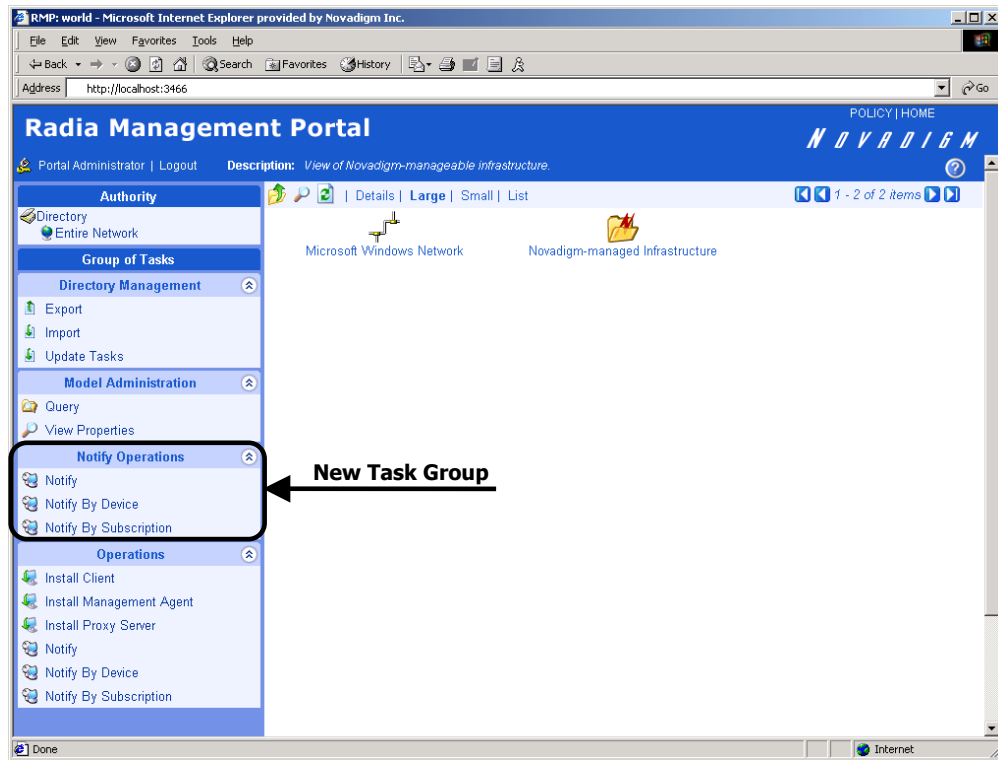 RMP: world - Microsoft Internet Explorer provided by Novadigm Inc.
File Edit View Favorites Tools Help
Back Search Favorites History
Address http://localhost:3466 Go
Radia Management Portal
POLICY | HOME
NOVADIGM
Portal Administrator | Logout Description: View of Novadigm-manageable infrastructure.
Authority
Directory
Entire Network
Group of Tasks
Directory Management
Export
Import
Update Tasks
Model Administration
Query
View Properties
Notify Operations
Notify
Notify By Device
Notify By Subscription
Operations
Install Client
Install Management Agent
Install Proxy Server
Notify
Notify By Device
Notify By Subscription
| Details | Large | Small | List
1 - 2 of 2 items
Microsoft Windows Network
Novadigm-managed Infrastructure
New Task Group
Done
Internet